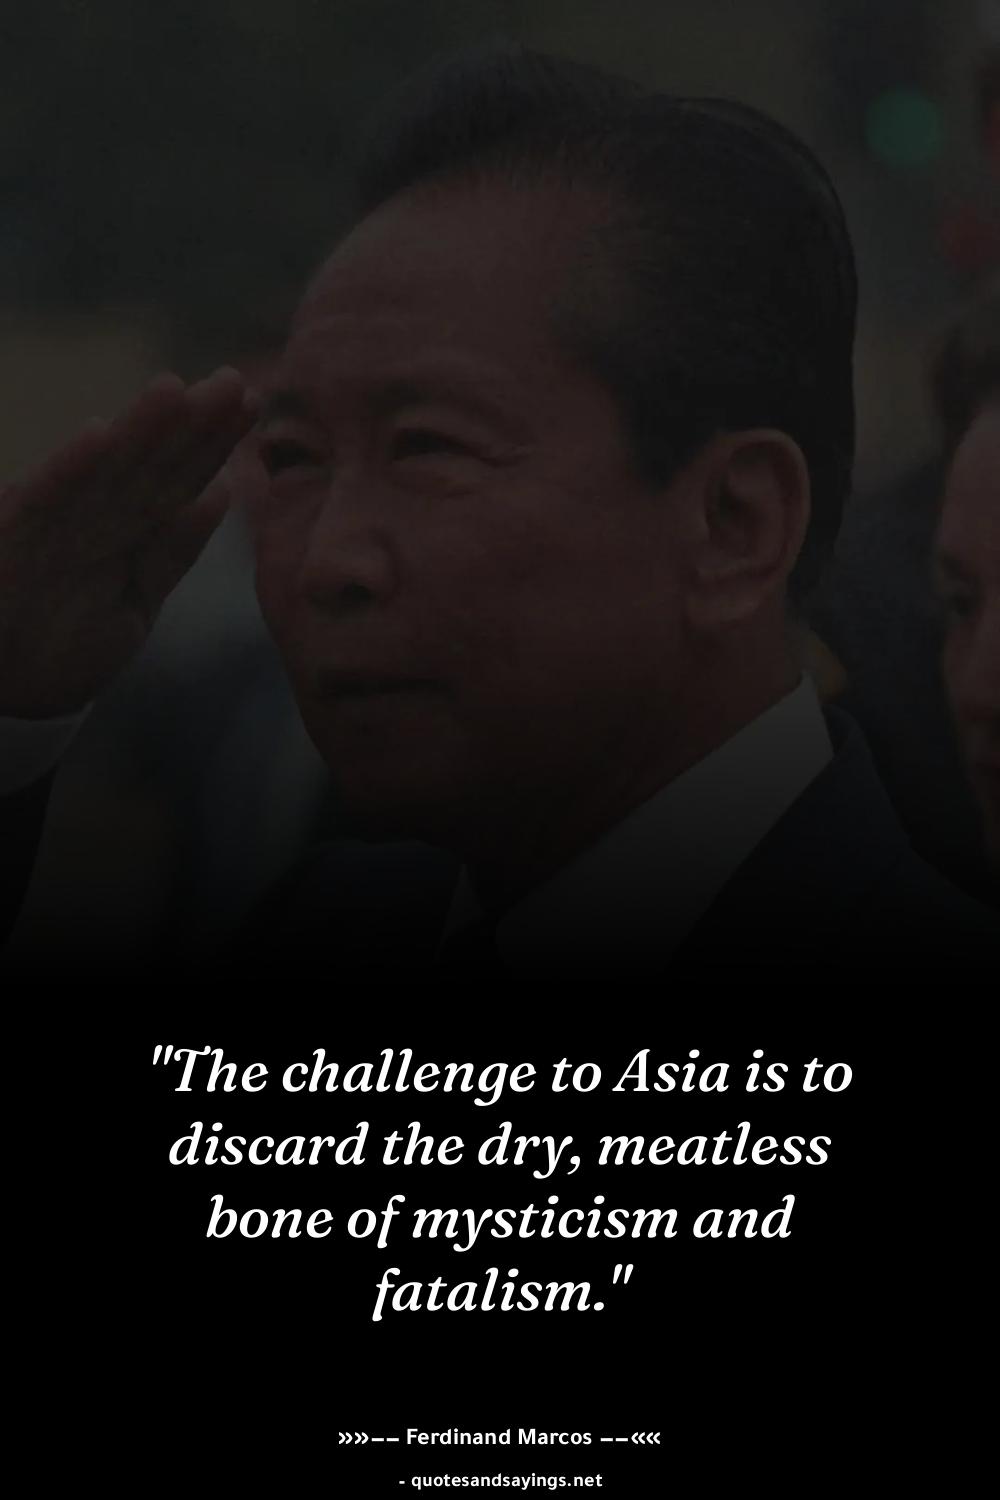 "The challenge to Asia is to
discard the dry, meatless
bone of mysticism and
fatalism."
»»−− Ferdinand Marcos −−««
- quotesandsayings.net